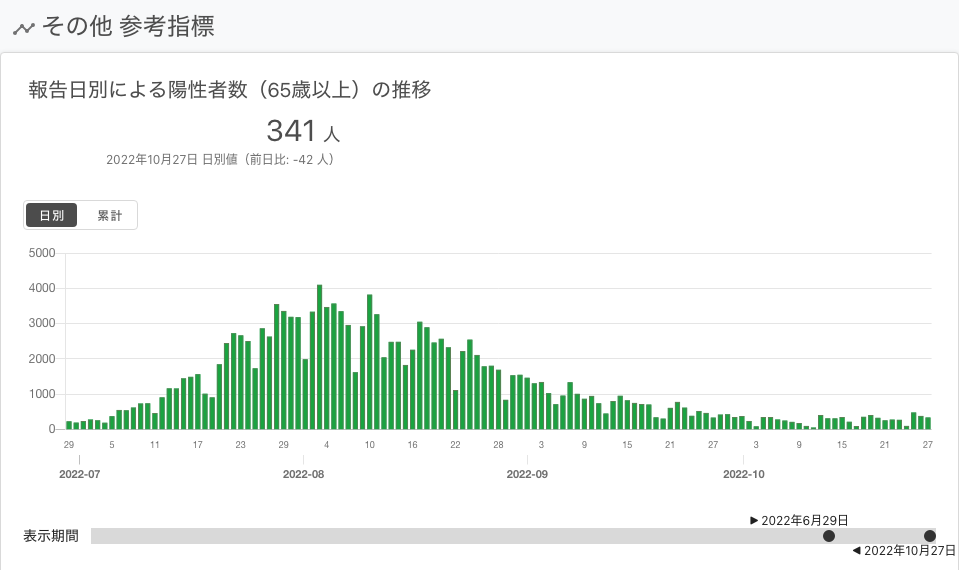 その他 参考指標
報告日別による陽性者数（65歳以上）の推移
341 人
2022年10月27日 日別値（前日比: -42 人）
日別 累計
5000
4000
3000
2000
1000
0
29 5 11 17 23 29 4 10 16 22 28 3 9 15 21 27 3 9 15 21 27
2022-07 2022-08 2022-09 2022-10
▶ 2022年6月29日
表示期間
◀ 2022年10月27日